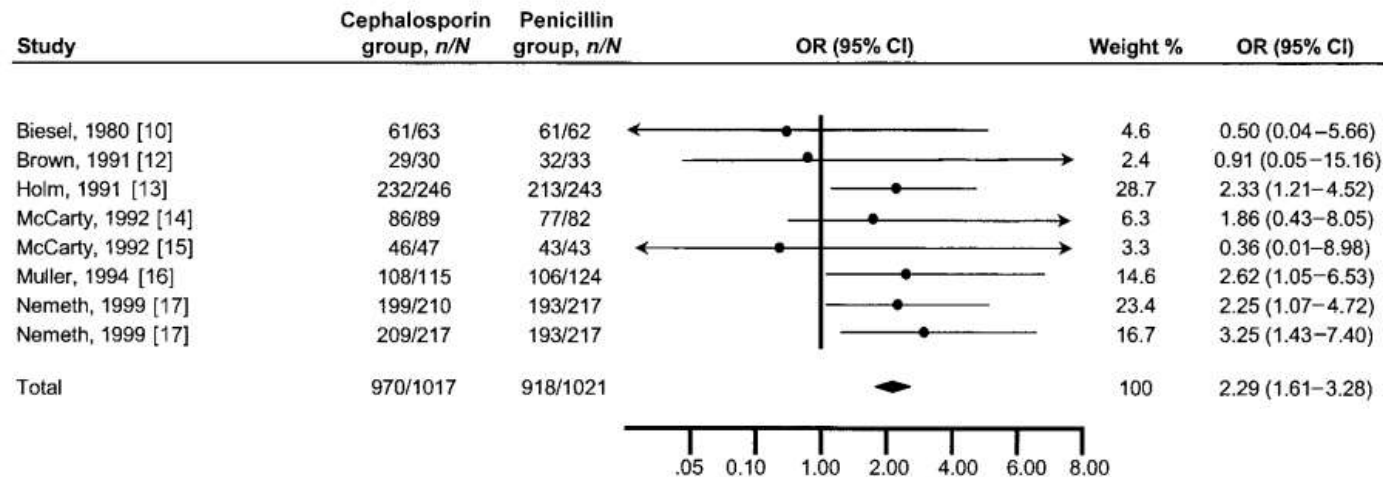 Study Cephalosporin group, n/N Penicillin group, n/N OR (95% CI) Weight % OR (95% CI)
Biesel, 1980 [10] 61/63 61/62 4.6 0.50 (0.04–5.66)
Brown, 1991 [12] 29/30 32/33 2.4 0.91 (0.05–15.16)
Holm, 1991 [13] 232/246 213/243 28.7 2.33 (1.21–4.52)
McCarty, 1992 [14] 86/89 77/82 6.3 1.86 (0.43–8.05)
McCarty, 1992 [15] 46/47 43/43 3.3 0.36 (0.01–8.98)
Muller, 1994 [16] 108/115 106/124 14.6 2.62 (1.05–6.53)
Nemeth, 1999 [17] 199/210 193/217 23.4 2.25 (1.07–4.72)
Nemeth, 1999 [17] 209/217 193/217 16.7 3.25 (1.43–7.40)
Total 970/1017 918/1021 100 2.29 (1.61–3.28)
.05 0.10 1.00 2.00 4.00 6.00 8.00